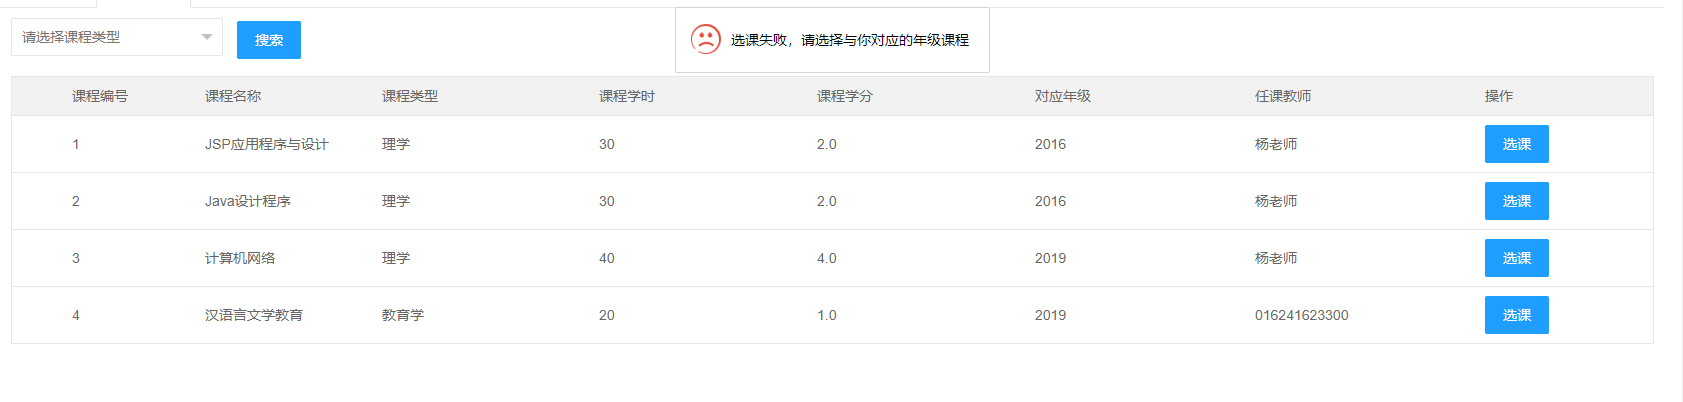 请选择课程类型 搜索 选课失败，请选择与你对应的年级课程
课程编号 课程名称 课程类型 课程学时 课程学分 对应年级 任课教师 操作
1 JSP应用程序与设计 理学 30 2.0 2016 杨老师 选课
2 Java设计程序 理学 30 2.0 2016 杨老师 选课
3 计算机网络 理学 40 4.0 2019 杨老师 选课
4 汉语言文学教育 教育学 20 1.0 2019 016241623300 选课